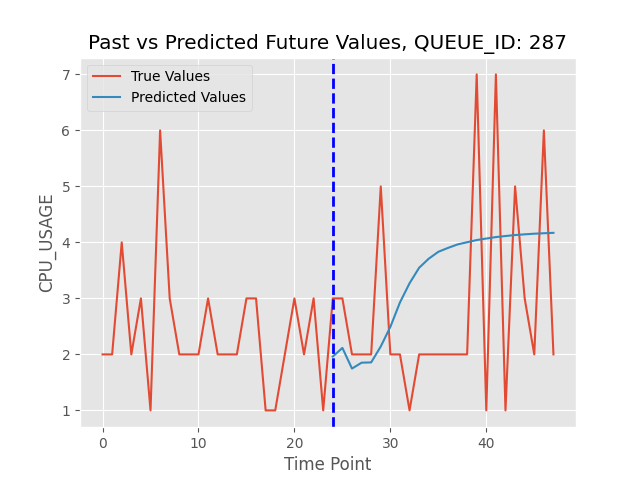 Past vs Predicted Future Values, QUEUE_ID: 287
True Values
Predicted Values
CPU_USAGE
7
6
5
4
3
2
1
0
10
20
30
40
Time Point